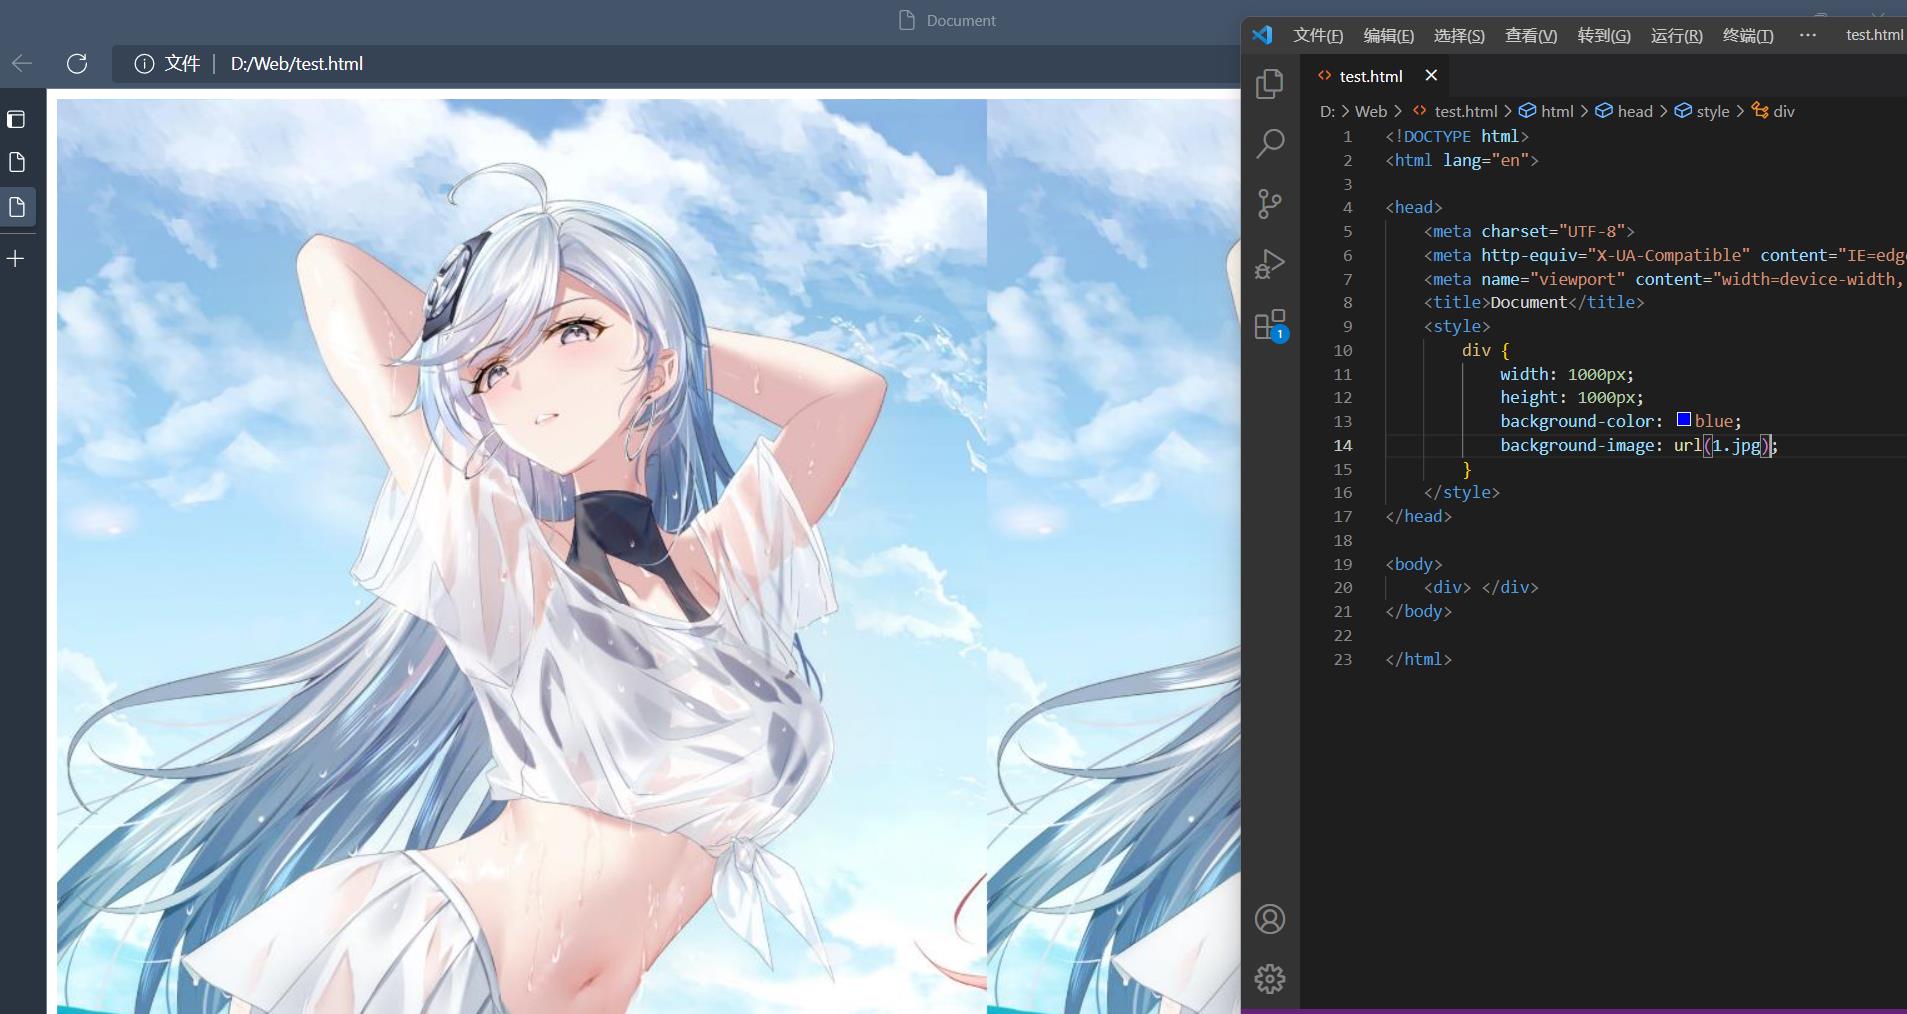 Document
文件 | D:/Web/test.html
文件(F) 编辑(E) 选择(S) 查看(V) 转到(G) 运行(R) 终端(T) ··· test.html
test.html
D: > Web > test.html > html > head > style > div
1 <!DOCTYPE html>
2 <html lang="en">
3
4 <head>
5 <meta charset="UTF-8">
6 <meta http-equiv="X-UA-Compatible" content="IE=edg
7 <meta name="viewport" content="width=device-width,
8 <title>Document</title>
9 <style>
10 div {
11 width: 1000px;
12 height: 1000px;
13 background-color: blue;
14 background-image: url(1.jpg);
15 }
16 </style>
17 </head>
18
19 <body>
20 <div> </div>
21 </body>
22
23 </html>
1